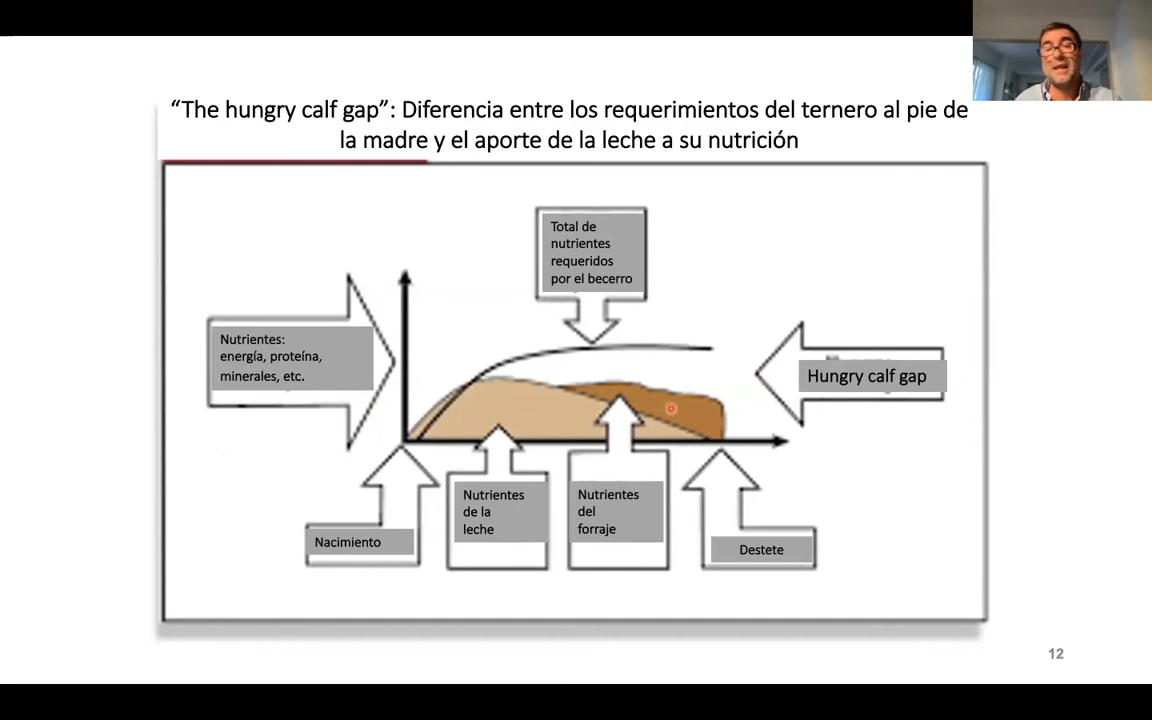 “The hungry calf gap”: Diferencia entre los requerimientos del ternero al pie de
la madre y el aporte de la leche a su nutrición
Total de
nutrientes
requeridos
por el becerro
Nutrientes:
energía, proteína,
minerales, etc.
Hungry calf gap
Nacimiento
Nutrientes
de la
leche
Nutrientes
del
forraje
Destete
12